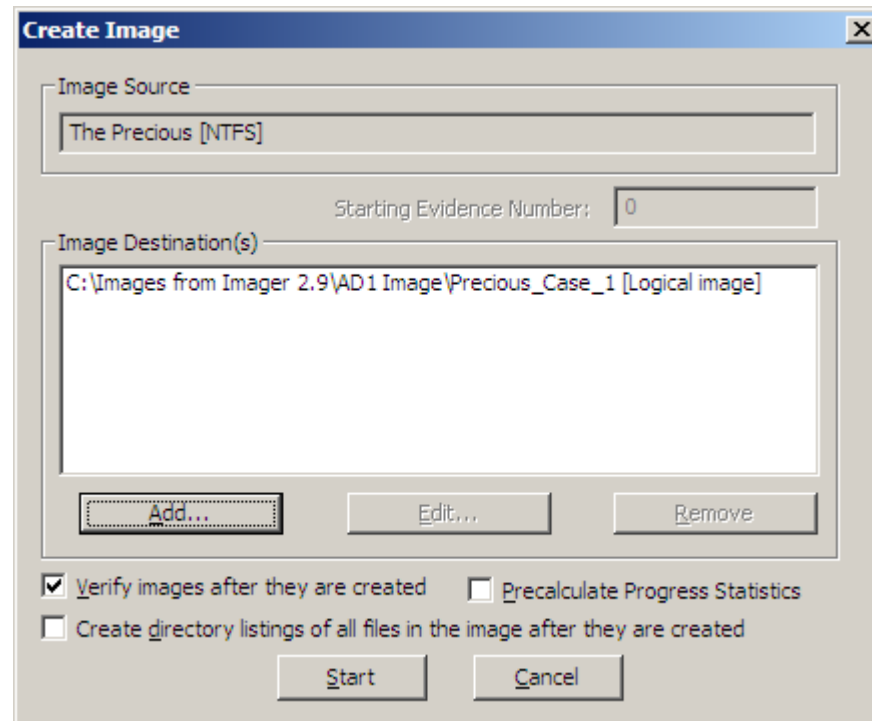 Create Image
Image Source
The Precious [NTFS]
Starting Evidence Number: 0
Image Destination(s)
C:\Images from Imager 2.9\AD1 Image\Precious_Case_1 [Logical image]
Add... Edit... Remove
Verify images after they are created Precalculate Progress Statistics
Create directory listings of all files in the image after they are created
Start Cancel